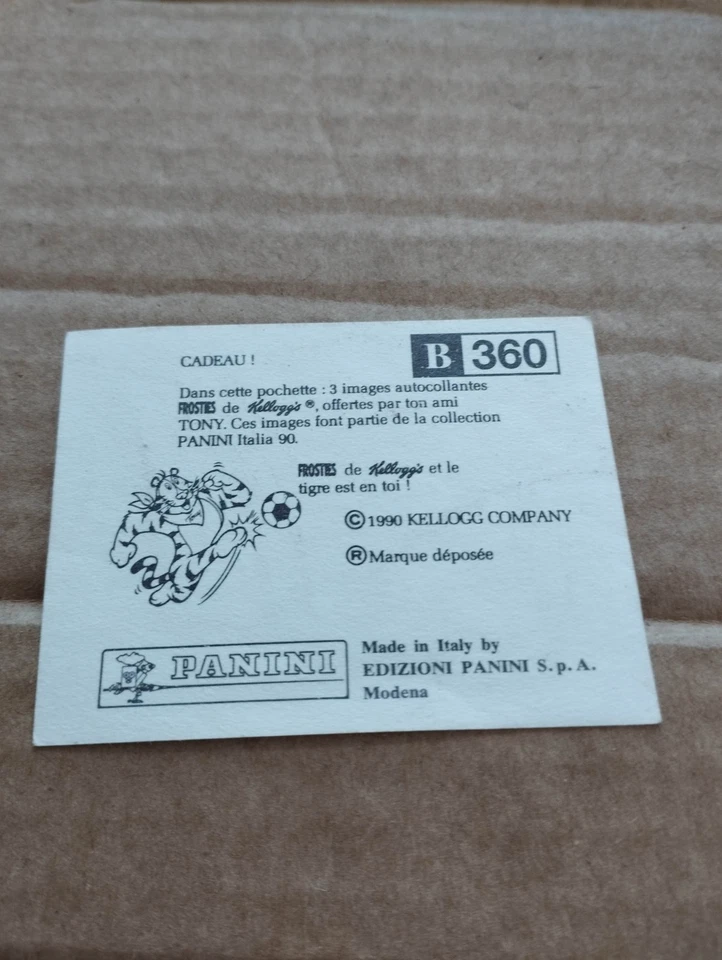 CADEAU !
B 360
Dans cette pochette : 3 images autocollantes
FROSTIES de Kellogg's ®, offertes par ton ami
TONY. Ces images font partie de la collection
PANINI Italia 90.
FROSTIES de Kellogg's et le
tigre est en toi !
© 1990 KELLOGG COMPANY
® Marque déposée
PANINI
Made in Italy by
EDIZIONI PANINI S.p.A.
Modena